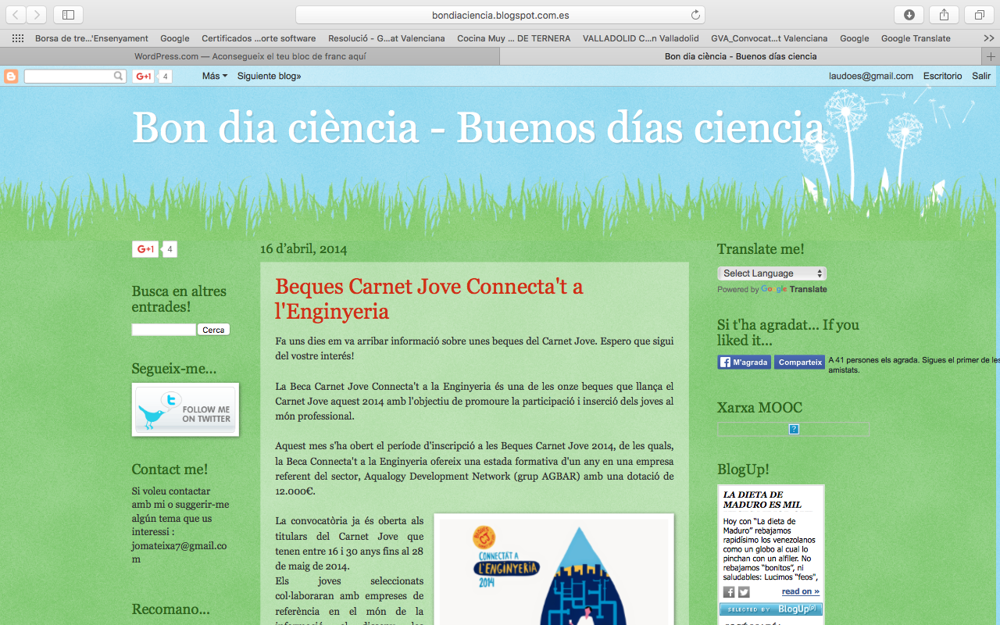 bondiaciencia.blogspot.com.es
Borsa de tre...'Ensenyament Google Certificados ...orte software Resolució - G...at Valenciana Cocina Muy ... DE TERNERA VALLADOLID C...n Valladolid GVA_Convocat...t Valenciana Google Google Translate
WordPress.com — Aconsegueix el teu bloc de franc aquí
Bon dia ciència - Buenos días ciencia
G+1 4 Más Siguiente blog» laudoes@gmail.com Escritorio Salir
Bon dia ciència - Buenos días ciencia
G+1 4
Busca en altres
entrades!
Cerca
Segueix-me...
FOLLOW ME
ON TWITTER
Contact me!
Si voleu contactar
amb mi o suggerir-me
algún tema que us
interessi :
jomateixa7@gmail.co
m
Recomano...
16 d'abril, 2014
Beques Carnet Jove Connecta't a
l'Enginyeria
Fa uns dies em va arribar informació sobre unes beques del Carnet Jove. Espero que sigui
del vostre interés!
La Beca Carnet Jove Connecta't a la Enginyeria és una de les onze beques que llança el
Carnet Jove aquest 2014 amb l'objectiu de promoure la participació i inserció dels joves al
món professional.
Aquest mes s'ha obert el període d'inscripció a les Beques Carnet Jove 2014, de les quals,
la Beca Connecta't a la Enginyeria ofereix una estada formativa d'un any en una empresa
referent del sector, Aqualogy Development Network (grup AGBAR) amb una dotació de
12.000€.
La convocatòria ja és oberta als
titulars del Carnet Jove que
tenen entre 16 i 30 anys fins al 28
de maig de 2014.
Els joves seleccionats
col·laboraran amb empreses de
referència en el món de la
BEQUES
CJ
CONNECTA'T A
L'ENGINYERIA
2014
Translate me!
Select Language
Powered by Google Translate
Si t'ha agradat... If you
liked it...
M'agrada Comparteix A 41 persones els agrada. Sigues el primer de les
amistats.
Xarxa MOOC
?
BlogUp!
LA DIETA DE
MADURO ES MIL
Hoy con "La dieta de
Maduro" rebajamos
rapidísimo los venezolanos
como un globo al cual lo
pinchan con un alfiler. No
rebajamos "bonitos", ni
saludables: Lucimos "feos",
read on »
SELECTED BY BlogUp